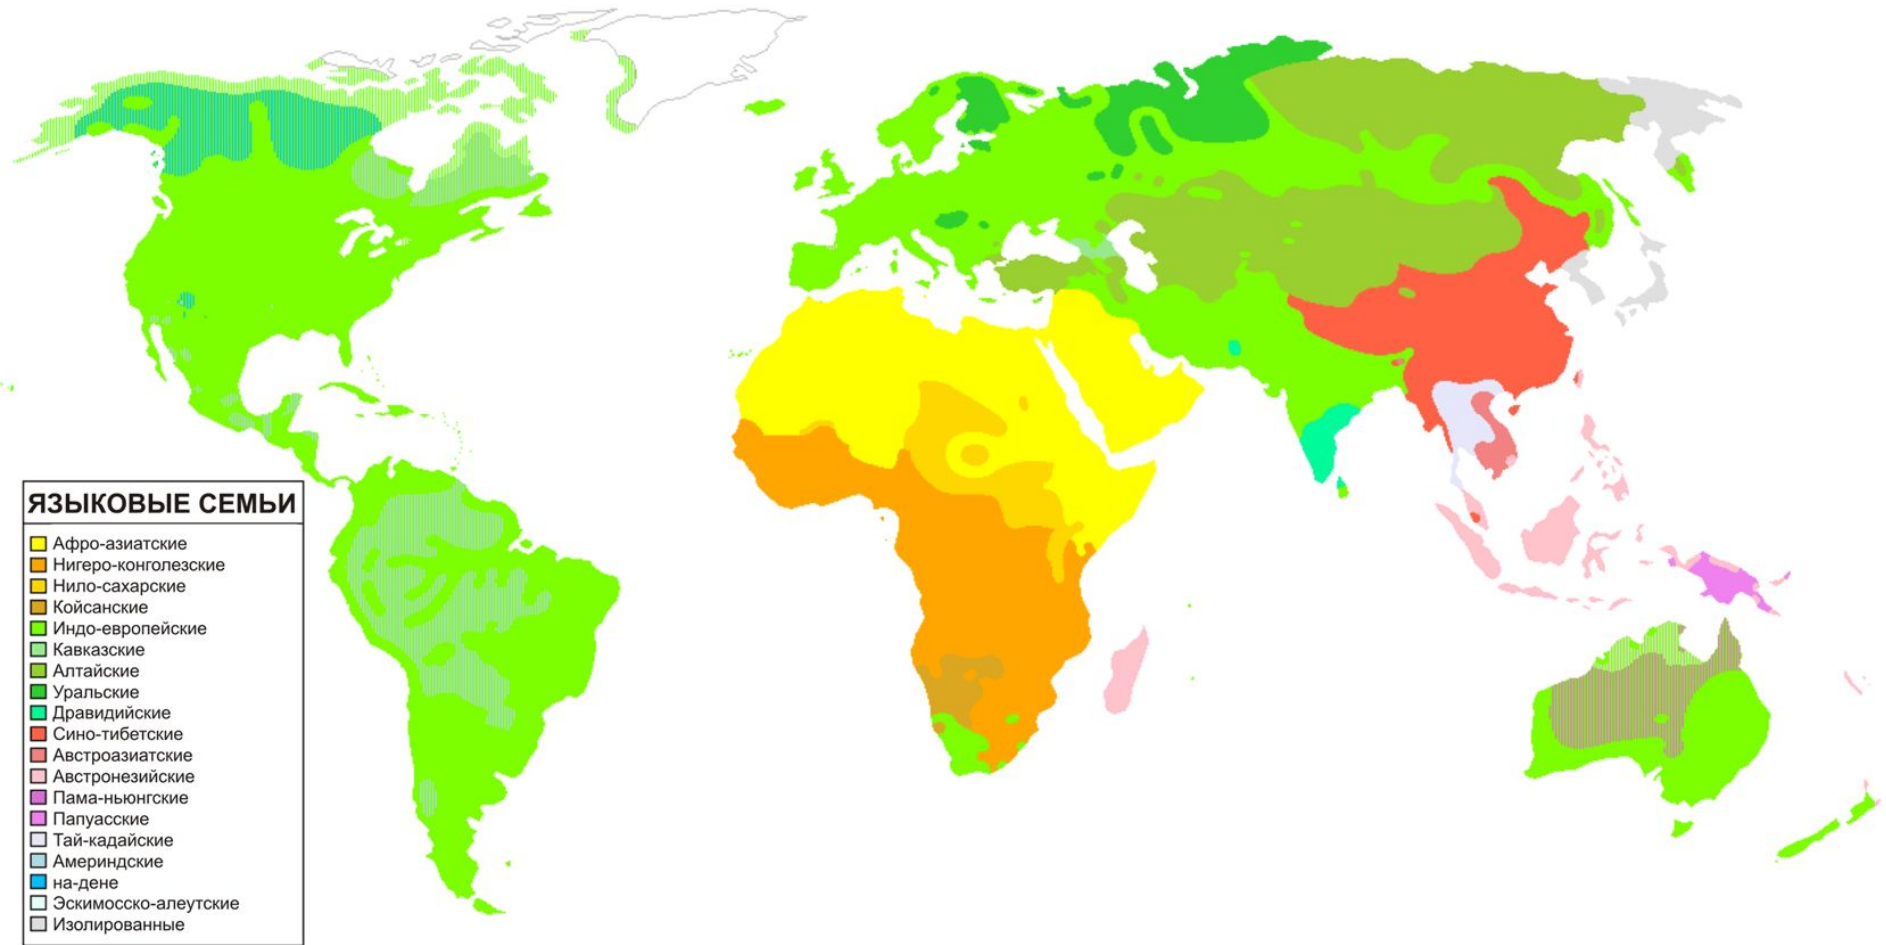 ЯЗЫКОВЫЕ СЕМЬИ
Афро-азиатские
Нигеро-конголезские
Нило-сахарские
Койсанские
Индо-европейские
Кавказские
Алтайские
Уральские
Дравидийские
Сино-тибетские
Австроазиатские
Австронезийские
Пама-ньюнгские
Папуасские
Тай-кадайские
Америндские
на-дене
Эскимосско-алеутские
Изолированные